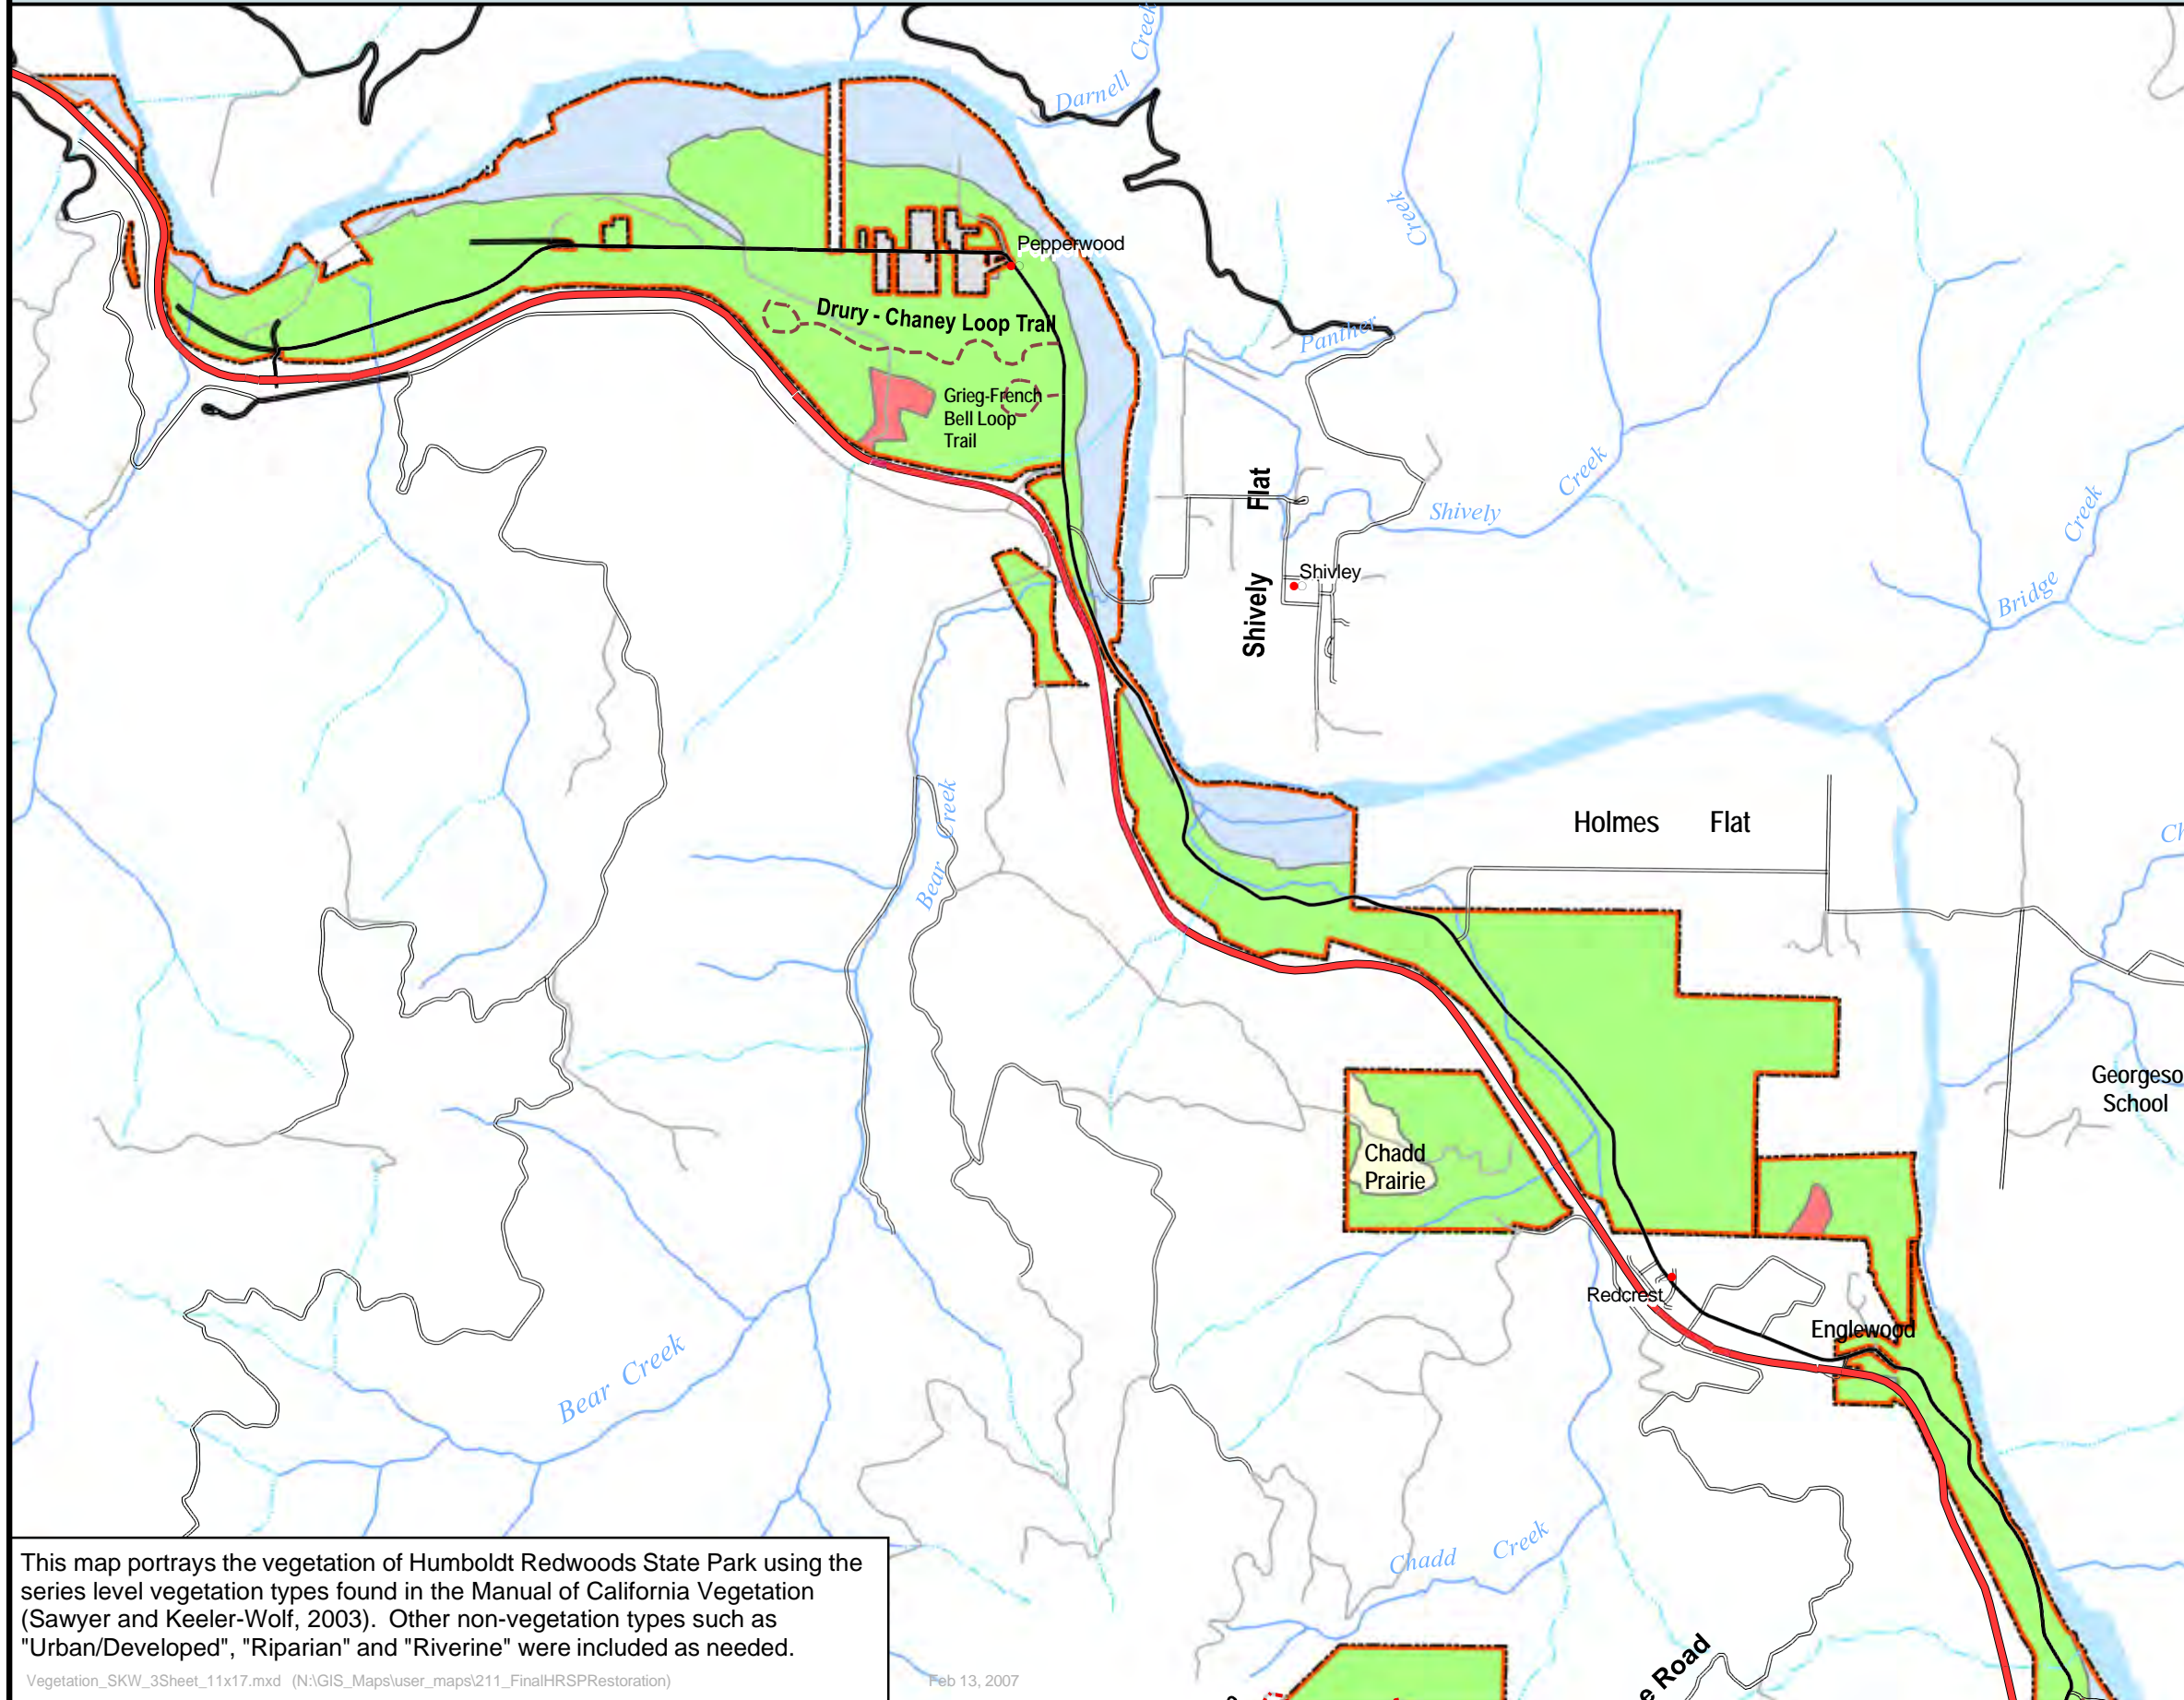 Darnell Creek
Creek
Panther
Pepperwood
Drury - Chaney Loop Trail
Grieg-French
Bell Loop
Trail
Shively Flat
Shivley
Shively
Creek
Creek
Bridge
Bear Creek
Holmes Flat
Chadd
Prairie
Georgeso
School
Redcrest
Englewood
Bear Creek
Chadd Creek
e Road
This map portrays the vegetation of Humboldt Redwoods State Park using the
series level vegetation types found in the Manual of California Vegetation
(Sawyer and Keeler-Wolf, 2003). Other non-vegetation types such as
"Urban/Developed", "Riparian" and "Riverine" were included as needed.
Vegetation_SKW_3Sheet_11x17.mxd (N:\GIS_Maps\user_maps\211_FinalHRSPRestoration)
Feb 13, 2007